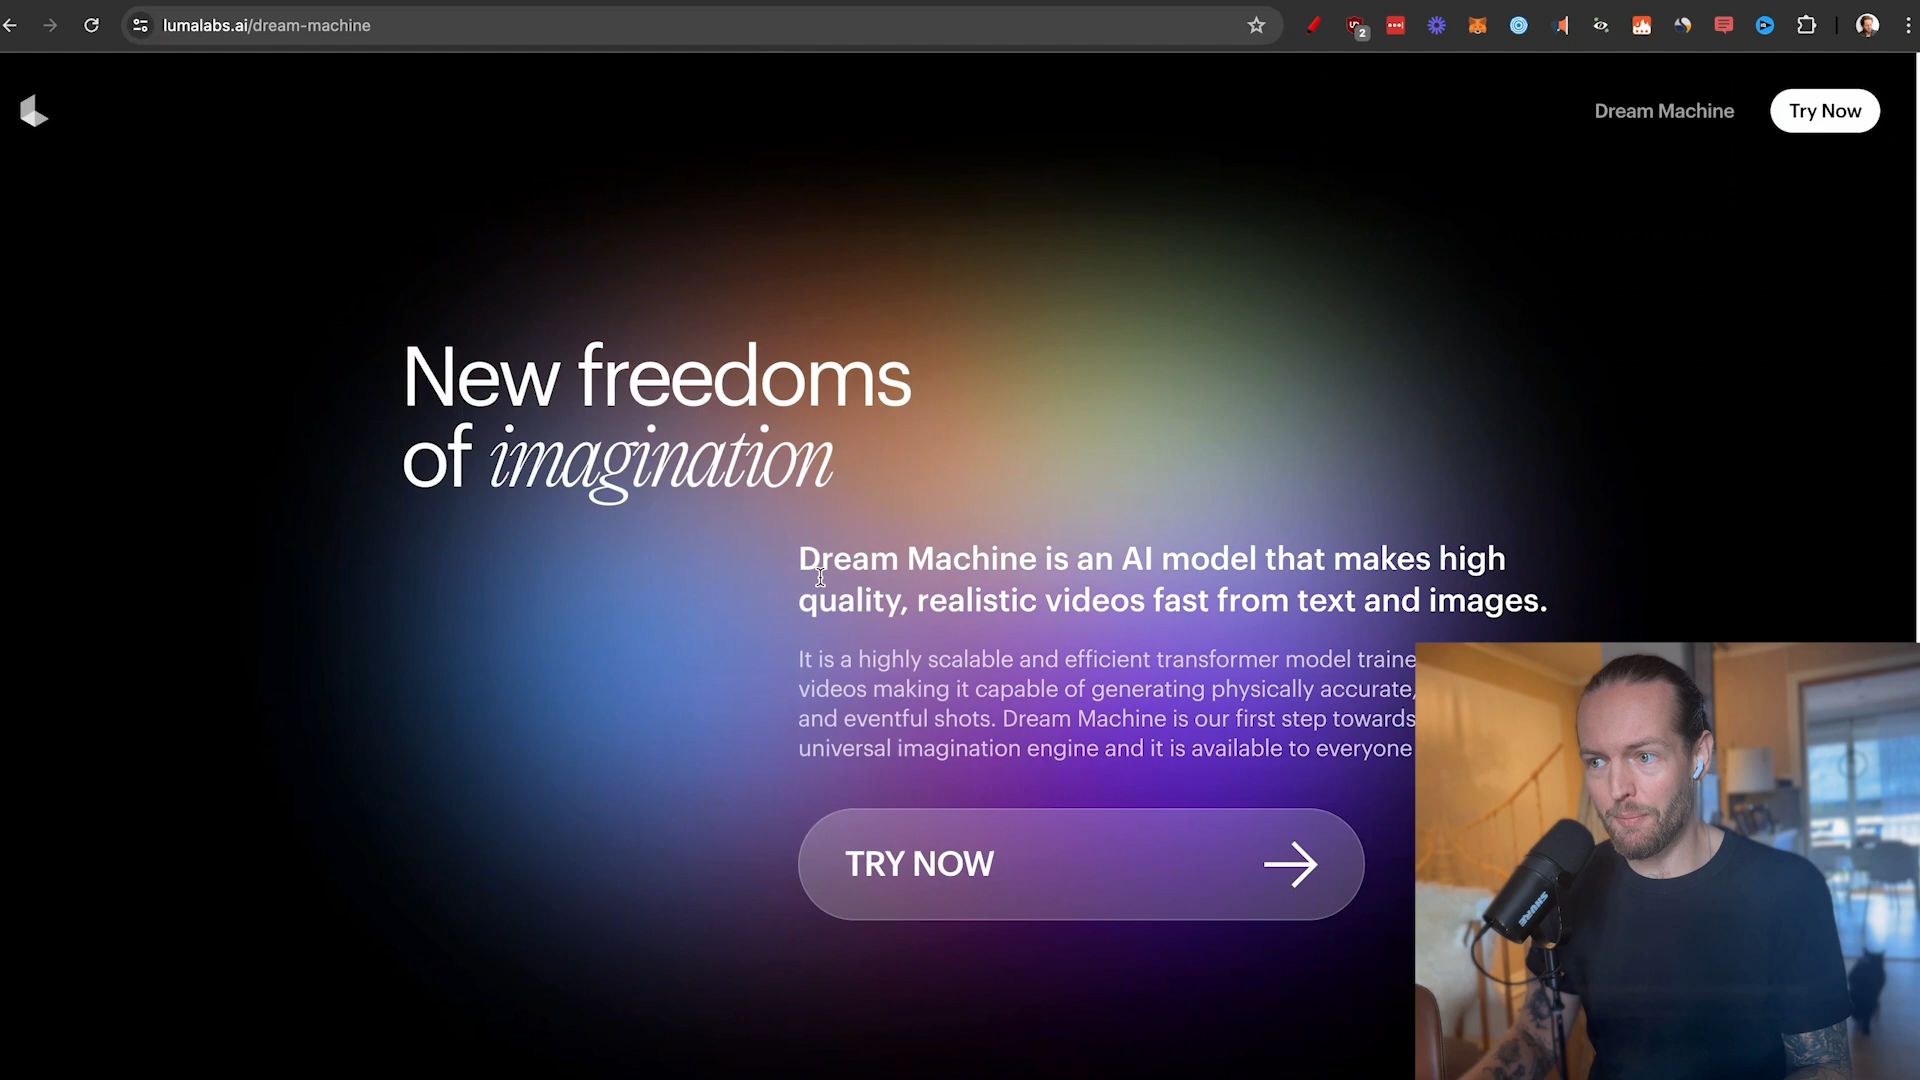 lumalabs.ai/dream-machine
2
Dream Machine
Try Now
New freedoms
of imagination
Dream Machine is an AI model that makes high
quality, realistic videos fast from text and images.
It is a highly scalable and efficient transformer model
videos making it capable of generating physically accurate,
and eventful shots. Dream Machine is our first step towards
universal imagination engine and it is available to everyone
TRY NOW
SHURE